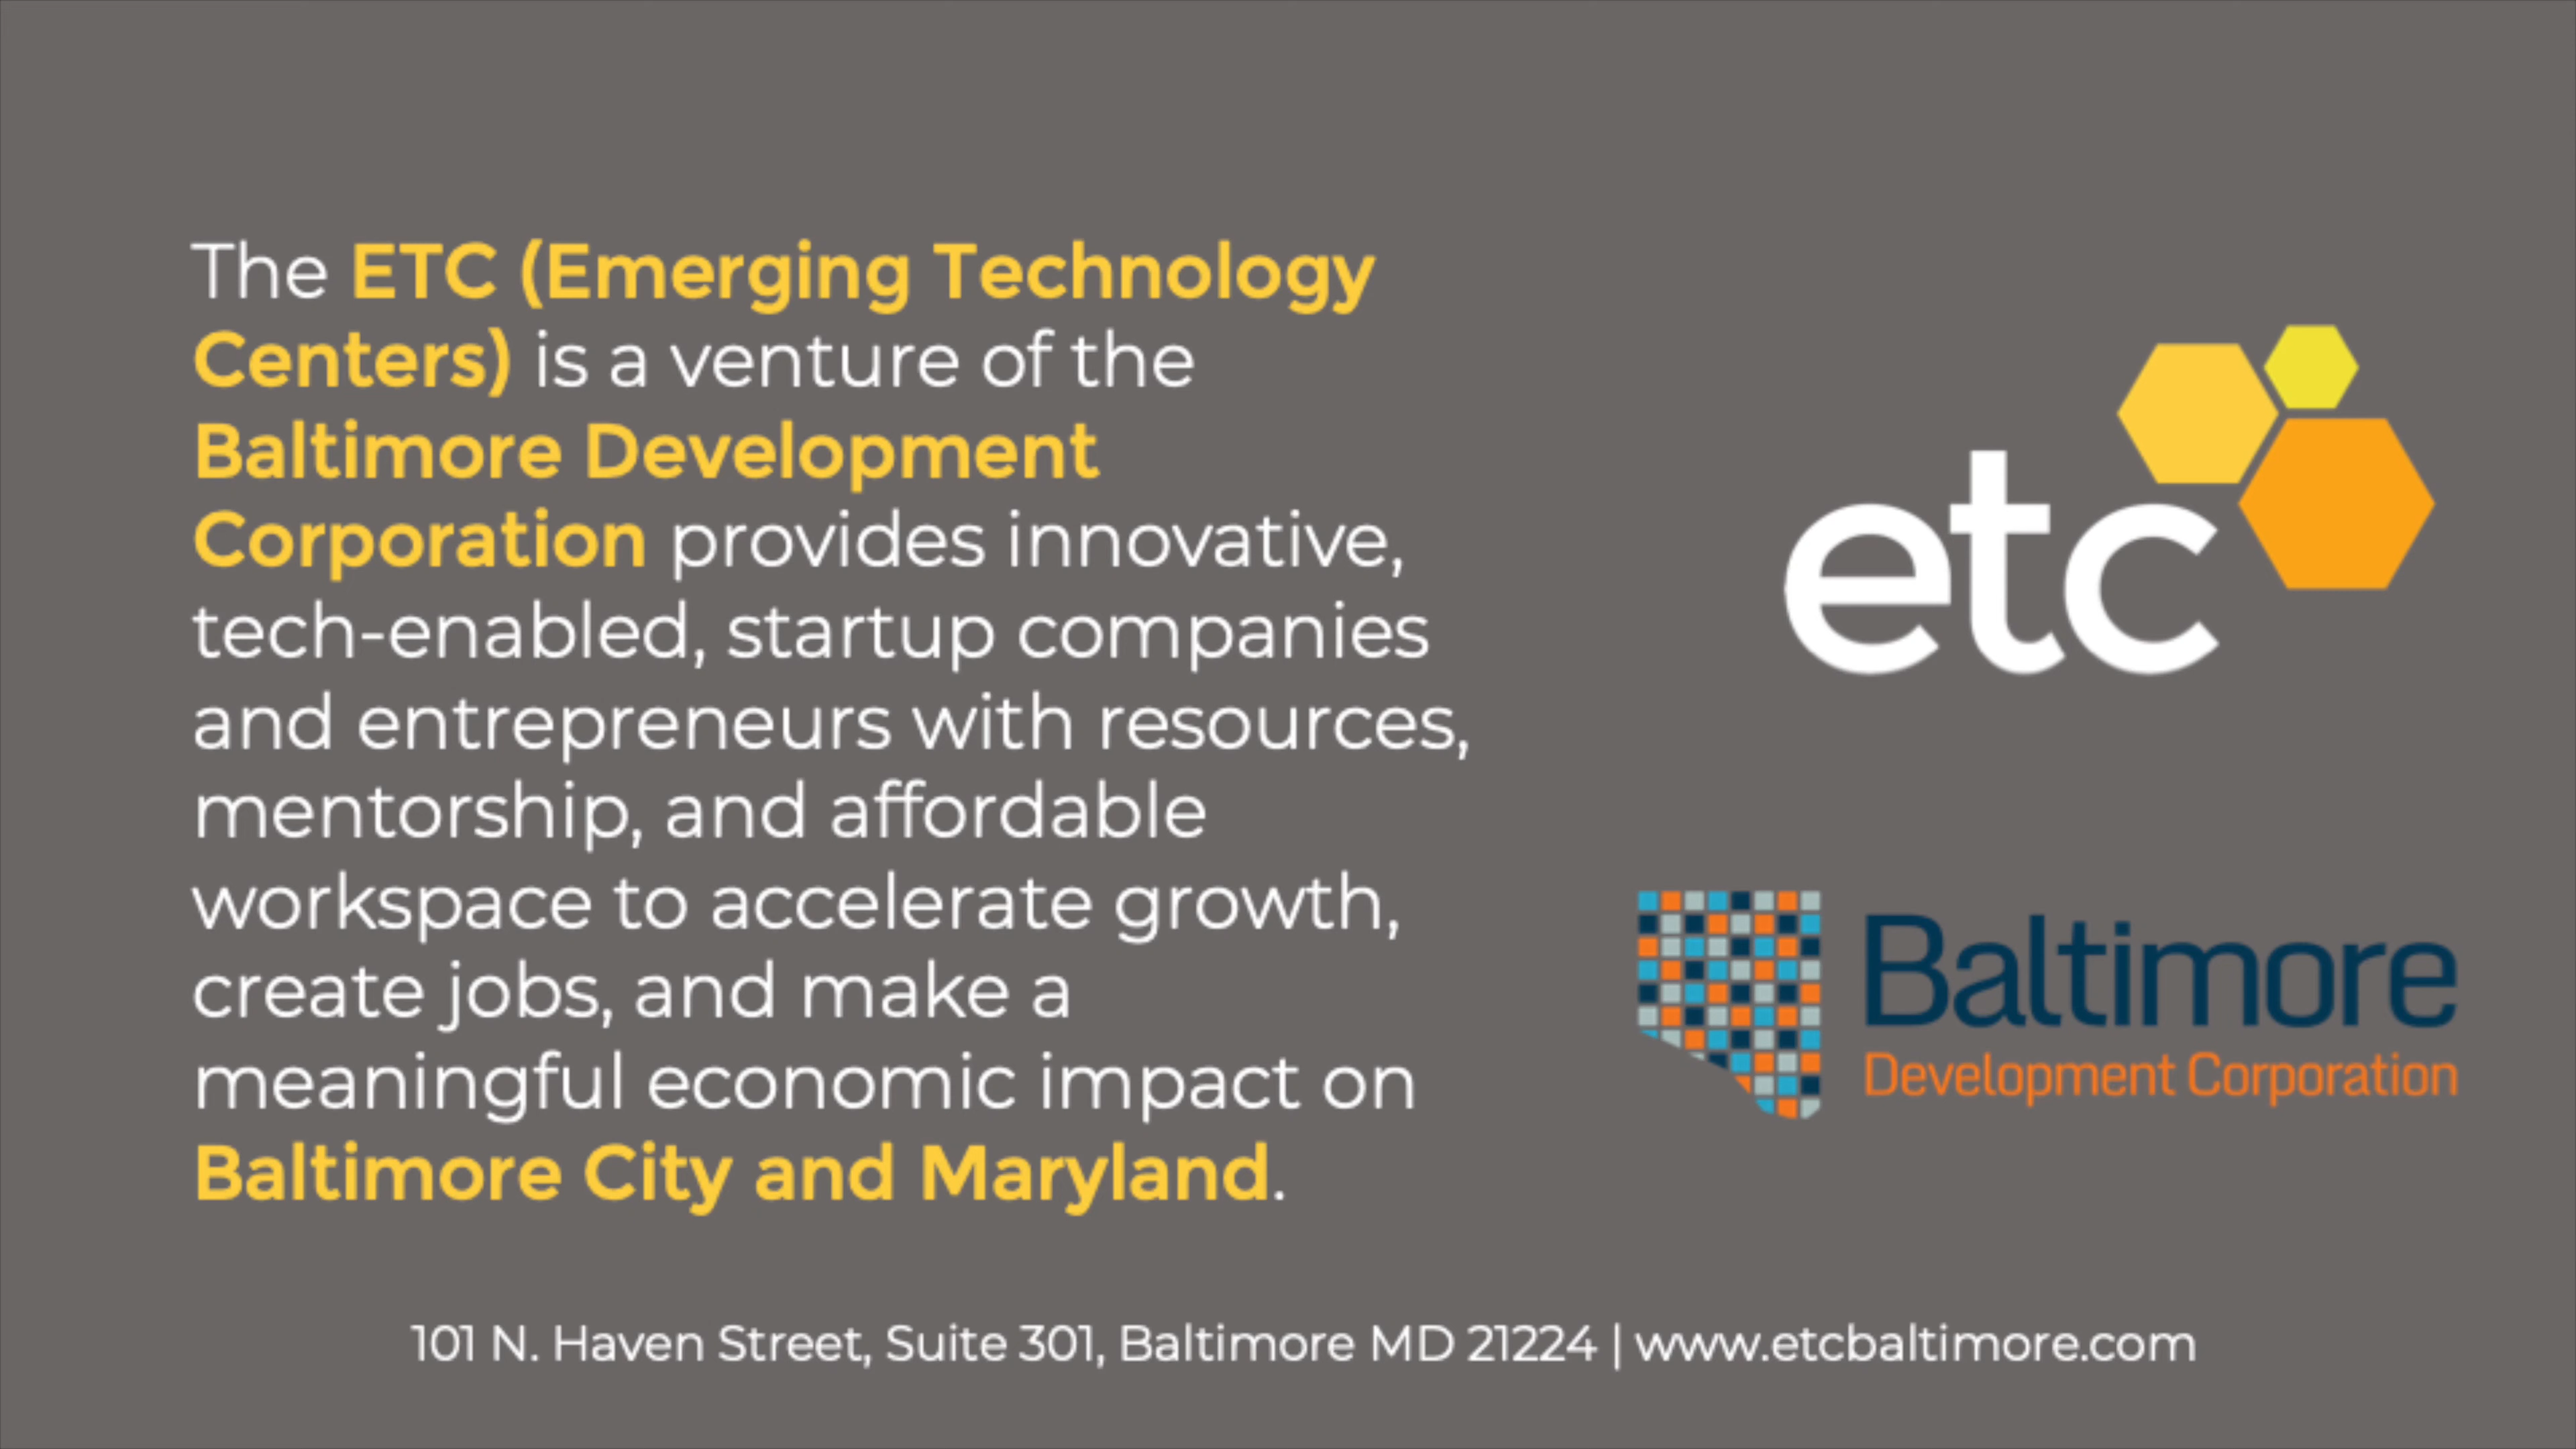 The ETC (Emerging Technology
Centers) is a venture of the
Baltimore Development
Corporation provides innovative,
tech-enabled, startup companies
and entrepreneurs with resources,
mentorship, and affordable
workspace to accelerate growth,
create jobs, and make a
meaningful economic impact on
Baltimore City and Maryland.
etc
Baltimore
Development Corporation
101 N. Haven Street, Suite 301, Baltimore MD 21224 | www.etcbaltimore.com